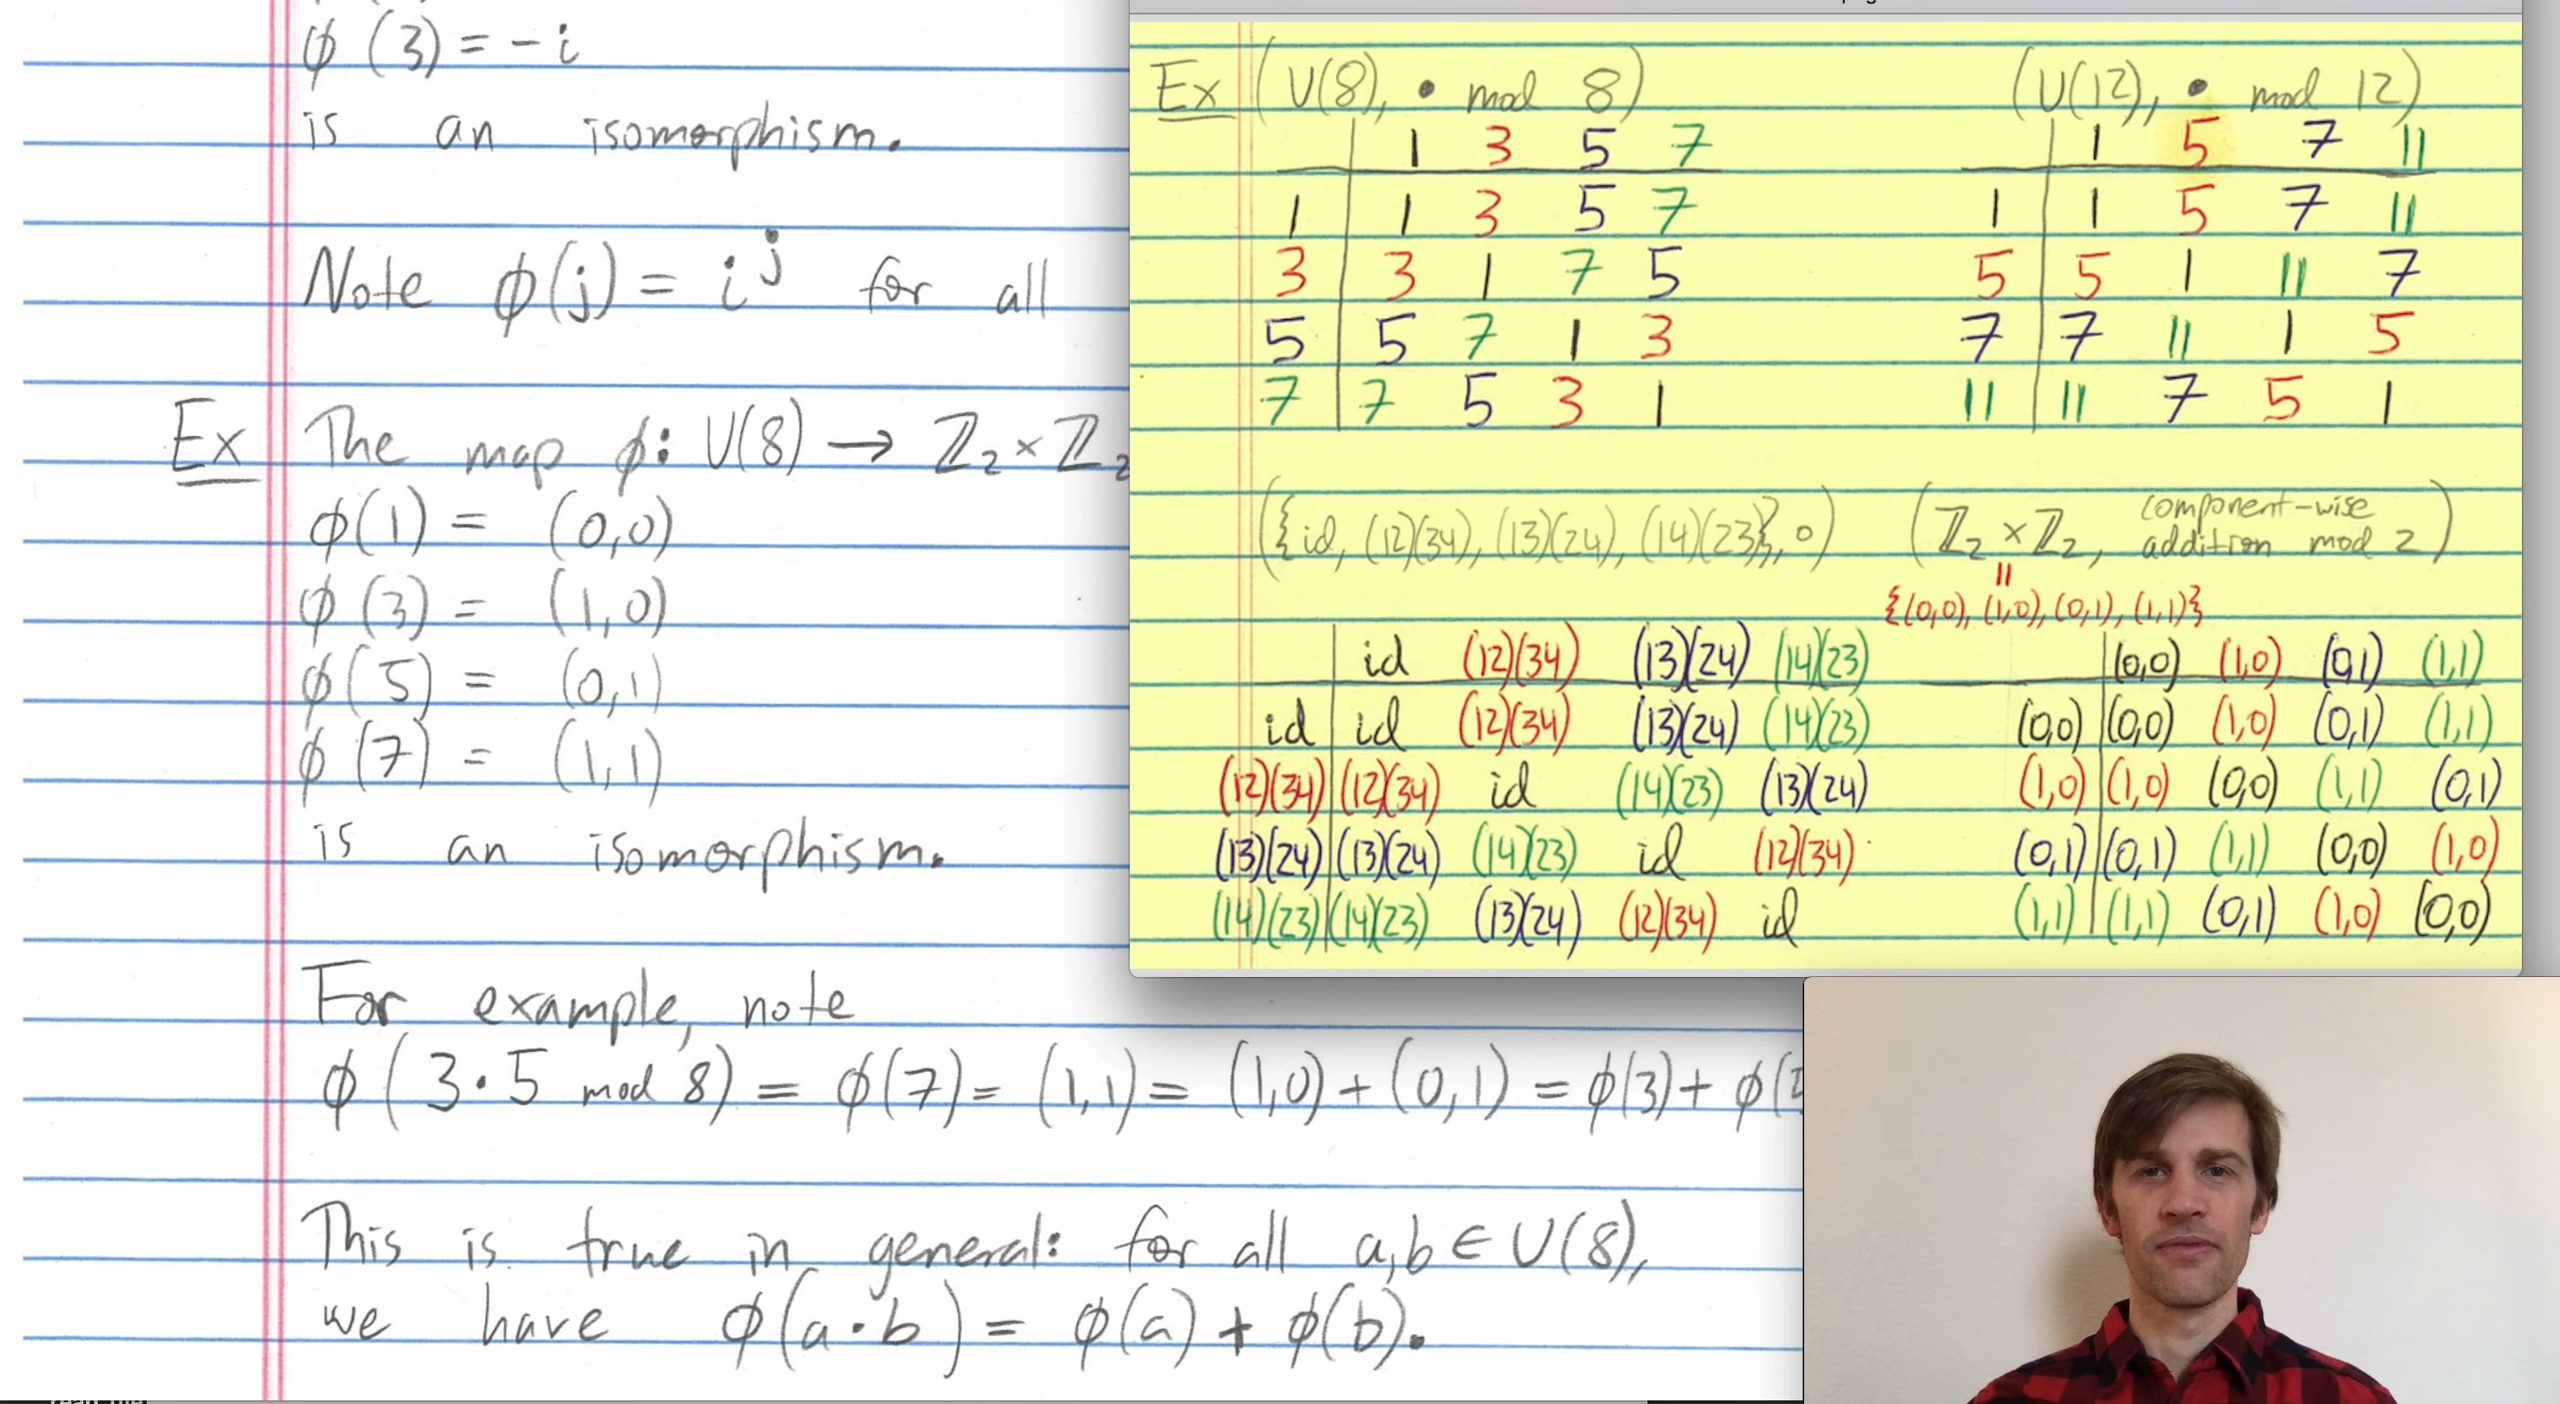 ϕ(3) = -i
is an isomorphism.
Note ϕ(j) = i^j for all
Ex The map ϕ: U(8) → ℤ₂ × ℤ₂
ϕ(1) = (0,0)
ϕ(3) = (1,0)
ϕ(5) = (0,1)
ϕ(7) = (1,1)
is an isomorphism.
For example, note
ϕ(3·5 mod 8) = ϕ(7) = (1,1) = (1,0) + (0,1) = ϕ(3) + ϕ(
This is true in general: for all a,b ∈ U(8),
we have ϕ(a·b) = ϕ(a) + ϕ(b).
Ex (U(8), · mod 8)
1 3 5 7
1 1 3 5 7
3 3 1 7 5
5 5 7 1 3
7 7 5 3 1
(U(12), · mod 12)
1 5 7 11
1 1 5 7 11
5 5 1 11 7
7 7 11 1 5
11 11 7 5 1
({id, (12)(34), (13)(24), (14)(23)}, ∘)
id (12)(34) (13)(24) (14)(23)
id id (12)(34) (13)(24) (14)(23)
(12)(34) (12)(34) id (14)(23) (13)(24)
(13)(24) (13)(24) (14)(23) id (12)(34)
(14)(23) (14)(23) (13)(24) (12)(34) id
(ℤ₂ × ℤ₂, component-wise
addition mod 2)
=
{(0,0), (1,0), (0,1), (1,1)}
(0,0) (1,0) (0,1) (1,1)
(0,0) (0,0) (1,0) (0,1) (1,1)
(1,0) (1,0) (0,0) (1,1) (0,1)
(0,1) (0,1) (1,1) (0,0) (1,0)
(1,1) (1,1) (0,1) (1,0) (0,0)